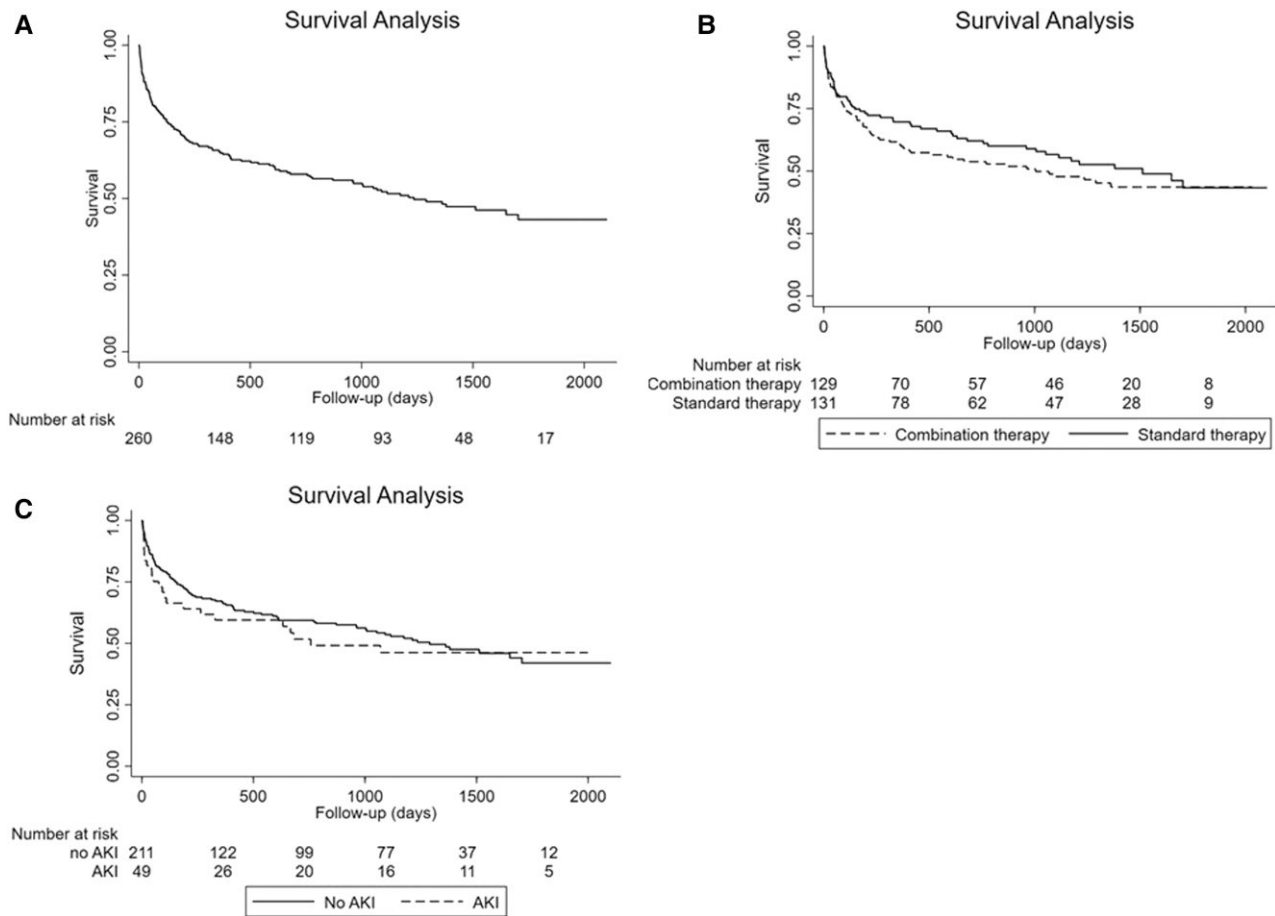 A
Survival Analysis
1.00
0.75
0.50
0.25
0.00
Survival
0 500 1000 1500 2000
Follow-up (days)
Number at risk
260 148 119 93 48 17
B
Survival Analysis
1.00
0.75
0.50
0.25
0.00
Survival
0 500 1000 1500 2000
Follow-up (days)
Number at risk
Combination therapy 129 70 57 46 20 8
Standard therapy 131 78 62 47 28 9
Combination therapy Standard therapy
C
Survival Analysis
1.00
0.75
0.50
0.25
0.00
Survival
0 500 1000 1500 2000
Follow-up (days)
Number at risk
no AKI 211 122 99 77 37 12
AKI 49 26 20 16 11 5
No AKI AKI